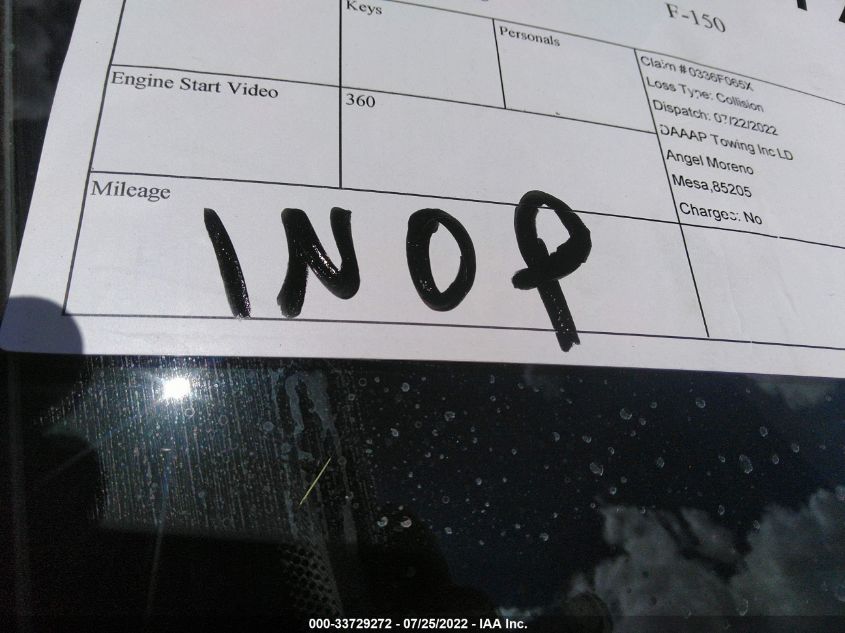 F-150
Keys
Personals
Claim #0336F065X
Loss Type: Collision
Dispatch: 07/22/2022
DAAAP Towing Inc LD
Angel Moreno
Mesa,85205
Charges: No
Engine Start Video
360
Mileage
INOP
000-33729272 - 07/25/2022 - IAA Inc.